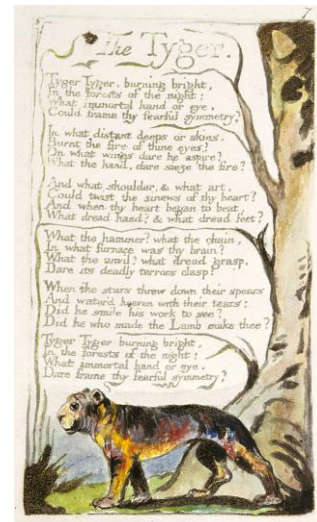 The Tyger.
Tyger Tyger, burning bright,
In the forests of the night;
What immortal hand or eye,
Could frame thy fearful symmetry?
In what distant deeps or skies.
Burnt the fire of thine eyes?
On what wings dare he aspire?
What the hand, dare sieze the fire?
And what shoulder, & what art,
Could twist the sinews of thy heart?
And when thy heart began to beat,
What dread hand? & what dread feet?
What the hammer? what the chain,
In what furnace was thy brain?
What the anvil? what dread grasp,
Dare its deadly terrors clasp!
When the stars threw down their spears
And water'd heaven with their tears:
Did he smile his work to see?
Did he who made the Lamb make thee?
Tyger Tyger burning bright,
In the forests of the night:
What immortal hand or eye,
Dare frame thy fearful symmetry?